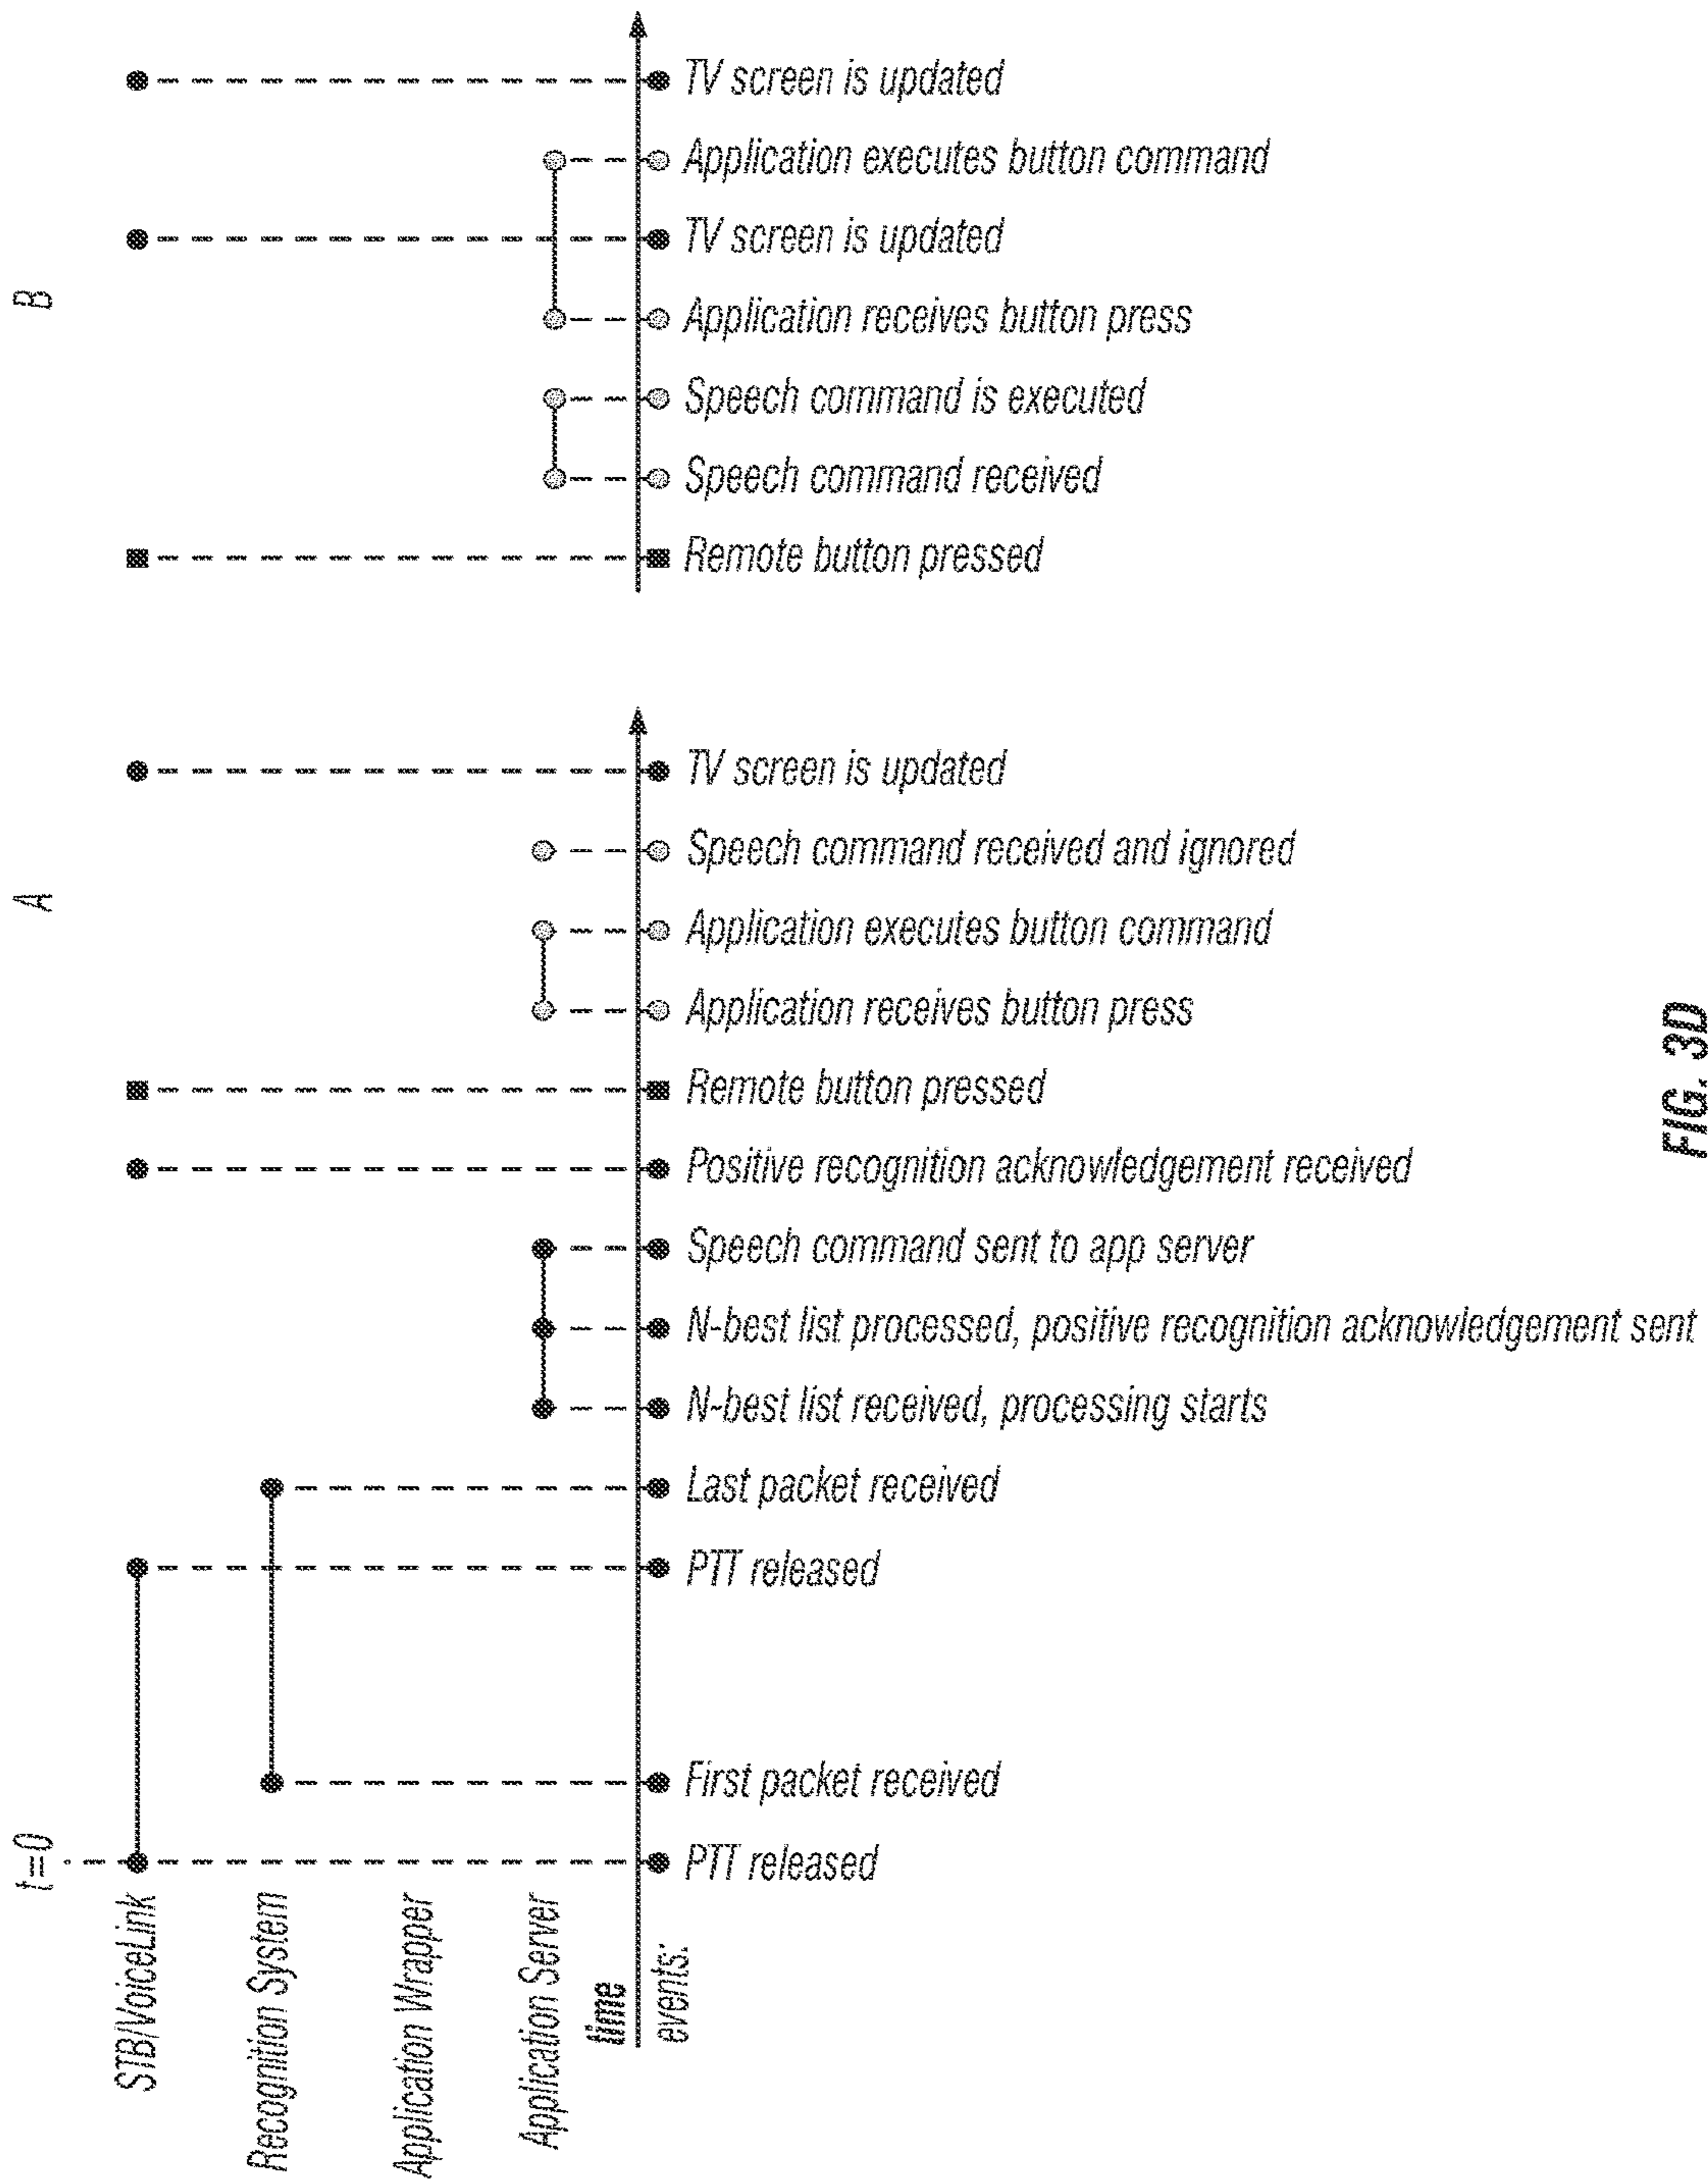 B
TV screen is updated
Application executes button command
TV screen is updated
Application receives button press
Speech command is executed
Speech command received
Remote button pressed
A
TV screen is updated
Speech command received and ignored
Application executes button command
Application receives button press
Remote button pressed
Positive recognition acknowledgement received
Speech command sent to app server
N-best list processed, positive recognition acknowledgement sent
N-best list received, processing starts
Last packet received
PTT released
First packet received
PTT released
t=0
STB/VoiceLink
Recognition System
Application Wrapper
Application Server
time
events:
FIG. 3D